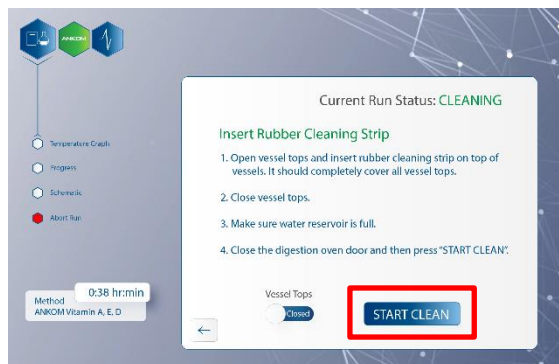 ANKOM
Temperature Graph
Progress
Schematic
Abort Run
0:38 hr:min
Method
ANKOM Vitamin A, E, D
Current Run Status: CLEANING
Insert Rubber Cleaning Strip
1. Open vessel tops and insert rubber cleaning strip on top of
vessels. It should completely cover all vessel tops.
2. Close vessel tops.
3. Make sure water reservoir is full.
4. Close the digestion oven door and then press “START CLEAN”.
Vessel Tops
Closed
START CLEAN